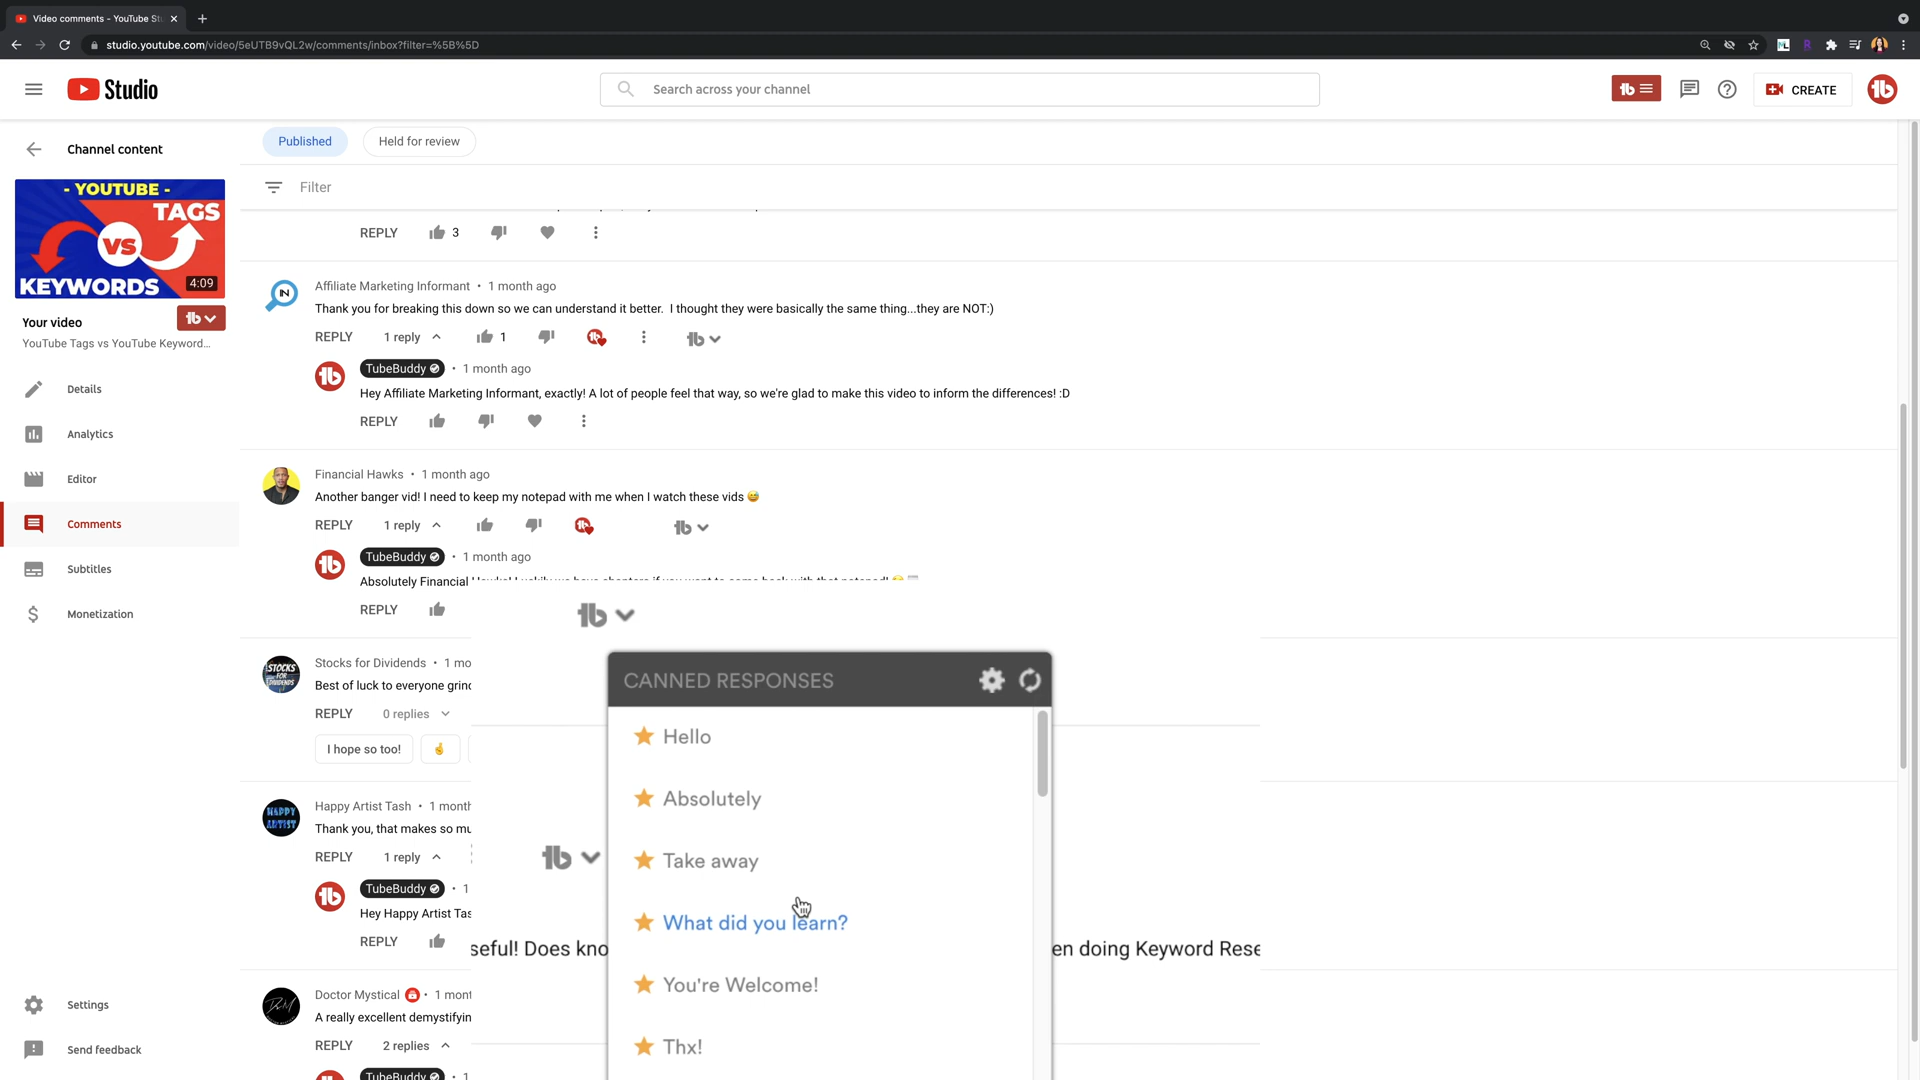 Video comments - YouTube St
studio.youtube.com/video/5eUTB9vQL2w/comments/inbox?filter=%5B%5D
Studio
Search across your channel
CREATE
Channel content
Published
Held for review
Filter
- YOUTUBE -
TAGS
VS
KEYWORDS
4:09
Your video
YouTube Tags vs YouTube Keyword...
Details
Analytics
Editor
Comments
Subtitles
Monetization
Settings
Send feedback
REPLY 3
Affiliate Marketing Informant • 1 month ago
Thank you for breaking this down so we can understand it better. I thought they were basically the same thing...they are NOT:)
REPLY 1 reply 1
TubeBuddy • 1 month ago
Hey Affiliate Marketing Informant, exactly! A lot of people feel that way, so we're glad to make this video to inform the differences! :D
REPLY
Financial Hawks • 1 month ago
Another banger vid! I need to keep my notepad with me when I watch these vids 😅
REPLY 1 reply
TubeBuddy • 1 month ago
Absolutely Financial
REPLY
Stocks for Dividends • 1 mo
Best of luck to everyone grin
REPLY 0 replies
I hope so too! 🤞
Happy Artist Tash • 1 month
Thank you, that makes so mu
REPLY 1 reply
TubeBuddy • 1
Hey Happy Artist Tas
REPLY
seful! Does kno
en doing Keyword Rese
Doctor Mystical • 1 mont
A really excellent demystifyin
REPLY 2 replies
TubeBuddy • 1
CANNED RESPONSES
Hello
Absolutely
Take away
What did you learn?
You're Welcome!
Thx!